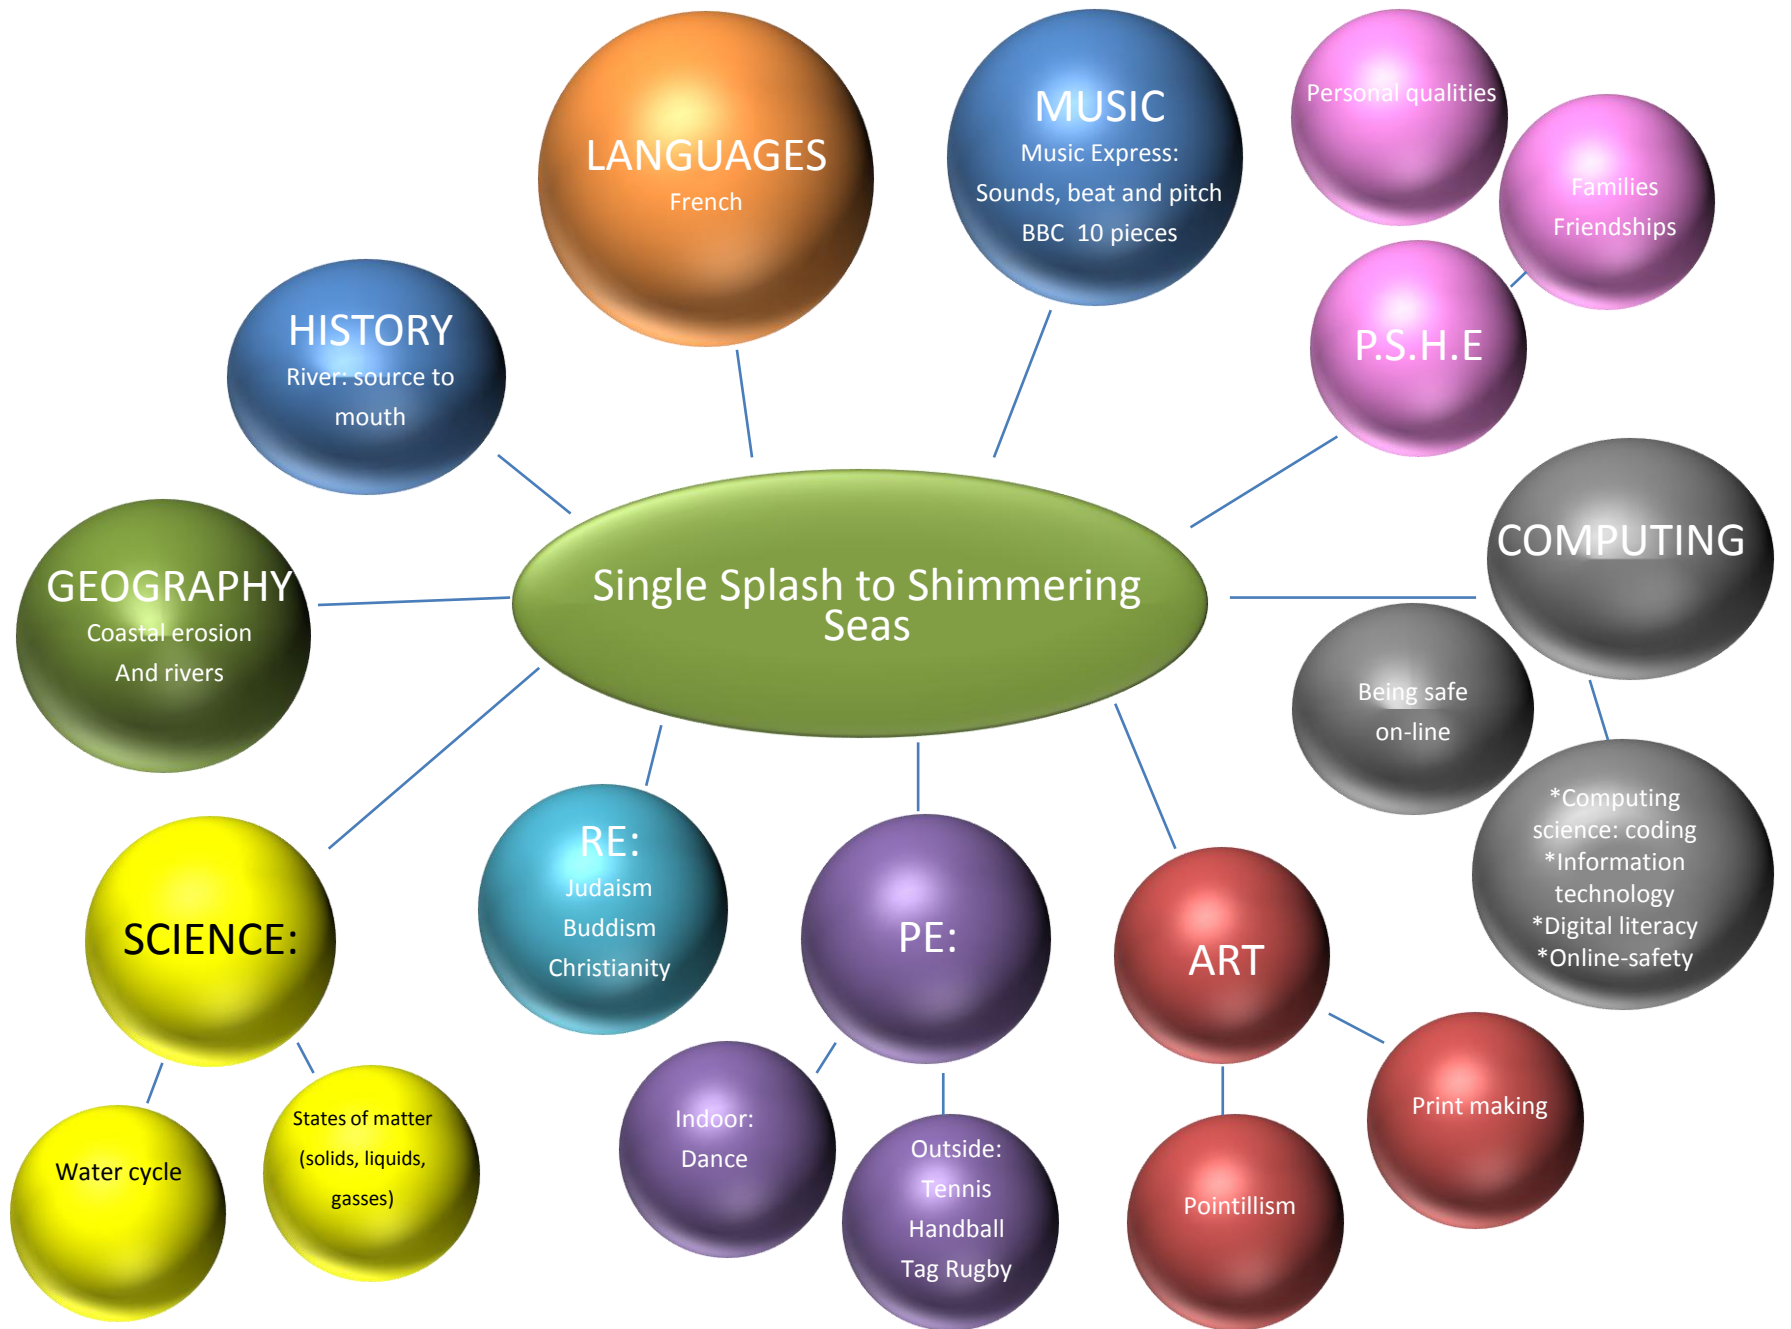 LANGUAGES
French
MUSIC
Music Express:
Sounds, beat and pitch
BBC 10 pieces
Personal qualities
Families
Friendships
P.S.H.E
HISTORY
River: source to
mouth
GEOGRAPHY
Coastal erosion
And rivers
Single Splash to Shimmering
Seas
COMPUTING
Being safe
on-line
*Computing
science: coding
*Information
technology
*Digital literacy
*Online-safety
SCIENCE:
Water cycle
States of matter
(solids, liquids,
gasses)
RE:
Judaism
Buddism
Christianity
PE:
Indoor:
Dance
Outside:
Tennis
Handball
Tag Rugby
ART
Pointillism
Print making